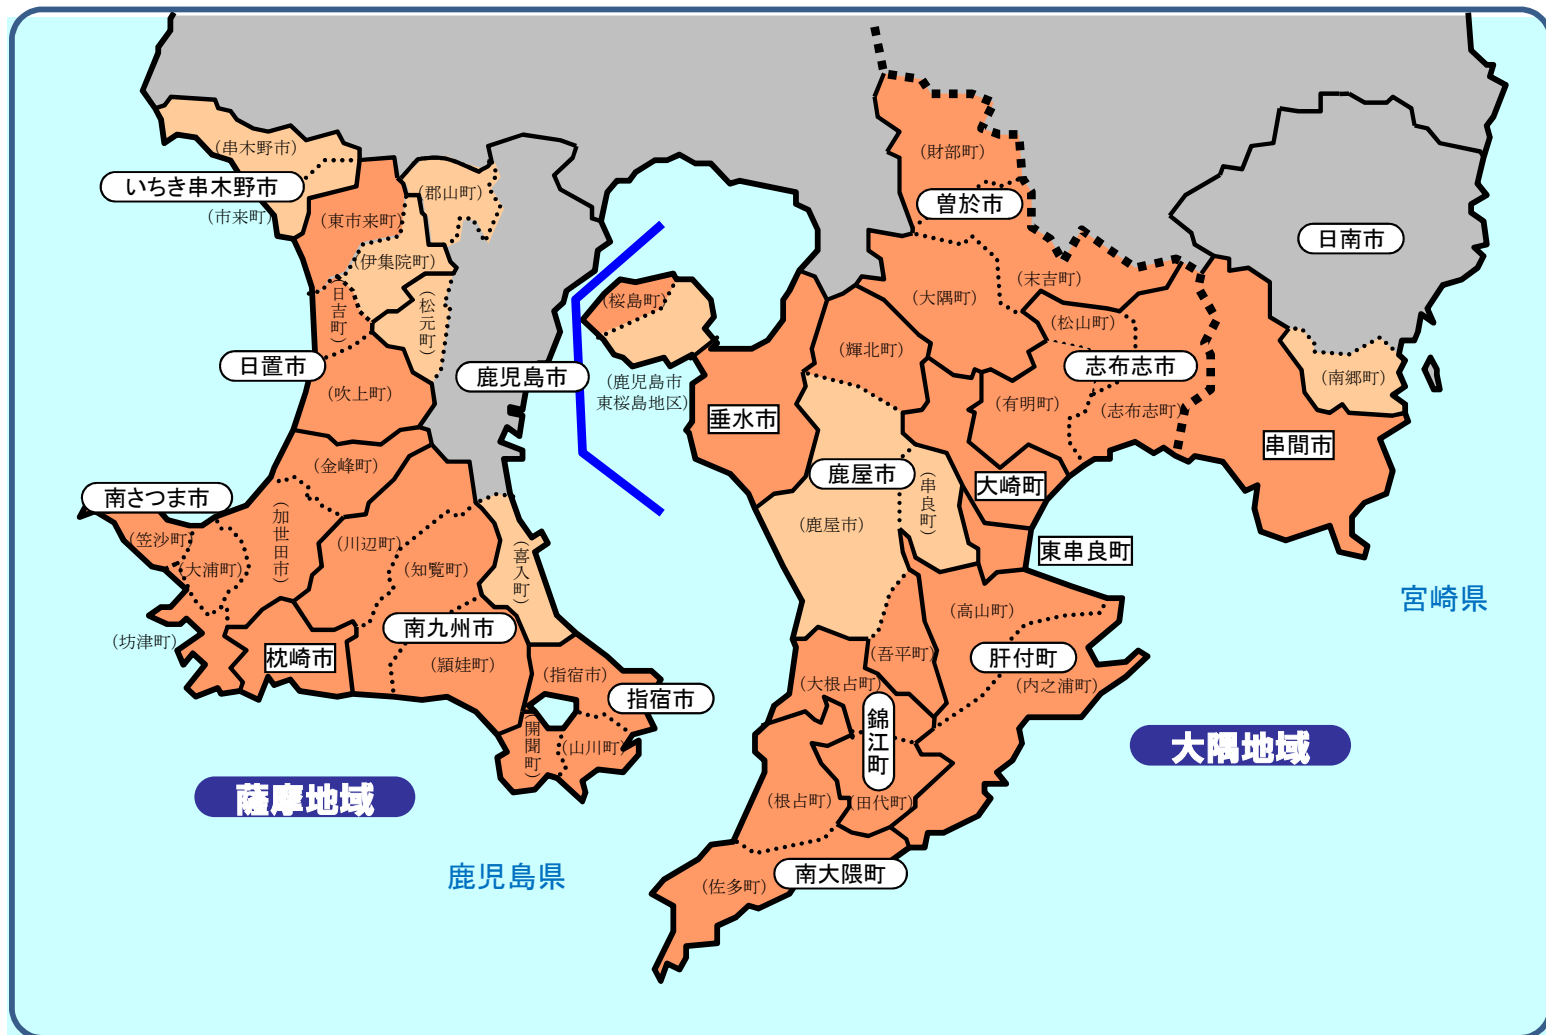 (串木野市)
いちき串木野市
(市来町)
(東市来町)
(郡山町)
(伊集院町)
(日吉町)
(松元町)
日置市
(吹上町)
鹿児島市
(桜島町)
(鹿児島市
東桜島地区)
(金峰町)
南さつま市
(笠沙町)
(大浦町)
(加世田市)
(坊津町)
(川辺町)
(知覧町)
(喜入町)
南九州市
枕崎市
(頴娃町)
(指宿市)
指宿市
(開聞町)
(山川町)
薩摩地域
鹿児島県
(財部町)
曽於市
(末吉町)
(大隅町)
(松山町)
志布志市
(有明町)
(志布志町)
(輝北町)
垂水市
鹿屋市
(鹿屋市)
(串良町)
大崎町
東串良町
串間市
日南市
(南郷町)
宮崎県
(高山町)
肝付町
(内之浦町)
(吾平町)
(大根占町)
錦江町
(田代町)
(根占町)
南大隈町
(佐多町)
大隅地域